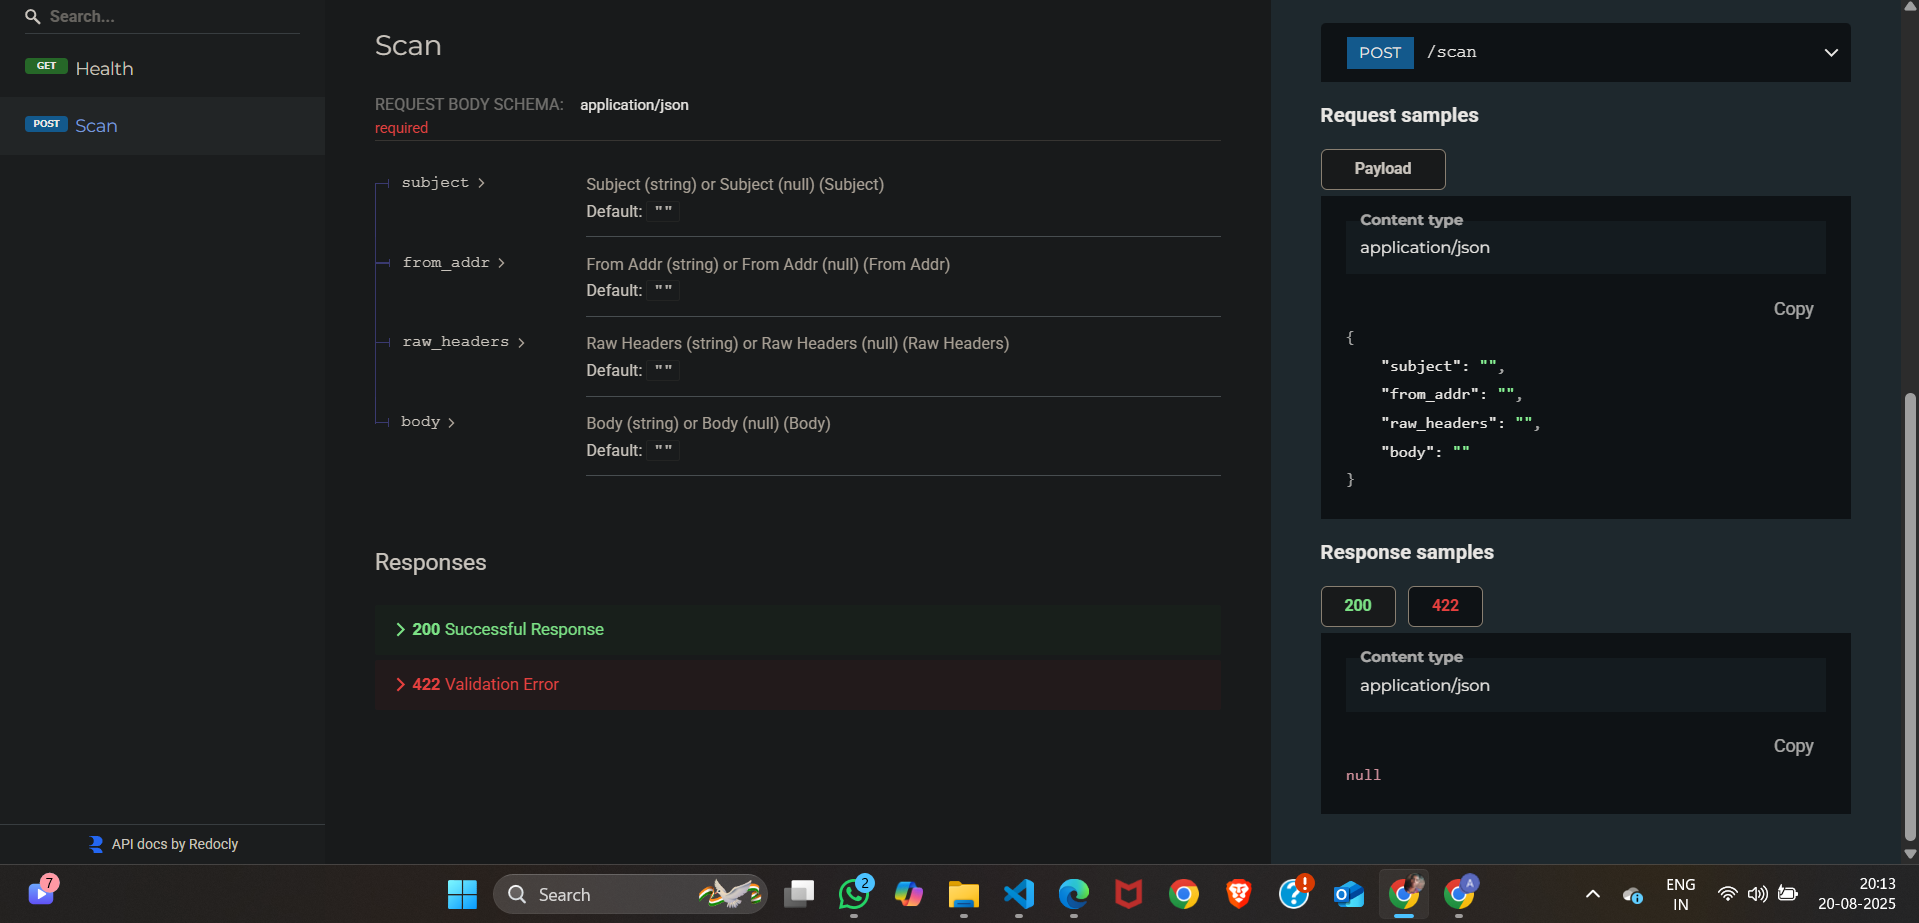 Search...
GET Health
POST Scan
API docs by Redocly
Scan
REQUEST BODY SCHEMA: application/json
required
subject
Subject (string) or Subject (null) (Subject)
Default: ""
from_addr
From Addr (string) or From Addr (null) (From Addr)
Default: ""
raw_headers
Raw Headers (string) or Raw Headers (null) (Raw Headers)
Default: ""
body
Body (string) or Body (null) (Body)
Default: ""
Responses
200 Successful Response
422 Validation Error
POST /scan
Request samples
Payload
Content type
application/json
Copy
{
"subject": "",
"from_addr": "",
"raw_headers": "",
"body": ""
}
Response samples
200 422
Content type
application/json
Copy
null
7
Search
2
A
ENG
IN
20:13
20-08-2025